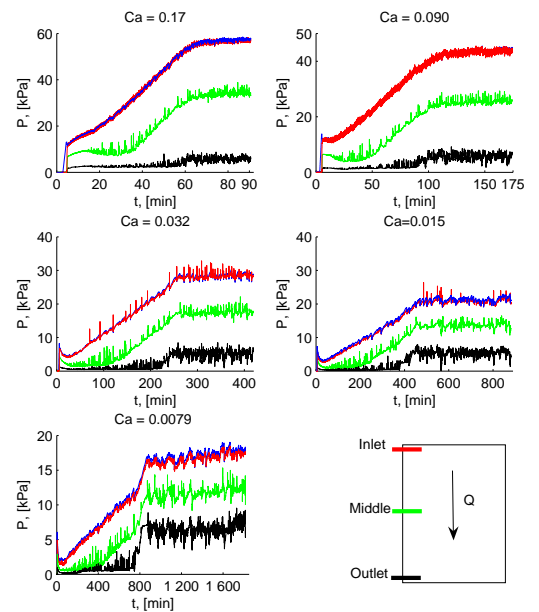 Ca = 0.17
P, [kPa]
60
40
20
0
0 20 40 60 80 90
t, [min]
Ca = 0.090
P, [kPa]
50
40
20
0
0 50 100 150 175
t, [min]
Ca = 0.032
P, [kPa]
40
30
20
10
0
0 100 200 300 400
t, [min]
Ca=0.015
P, [kPa]
40
30
20
10
0
0 200 400 600 800
t, [min]
Ca = 0.0079
P, [kPa]
20
15
10
5
0
0 400 800 1 200 1 600
t, [min]
Inlet
Middle
Outlet
Q